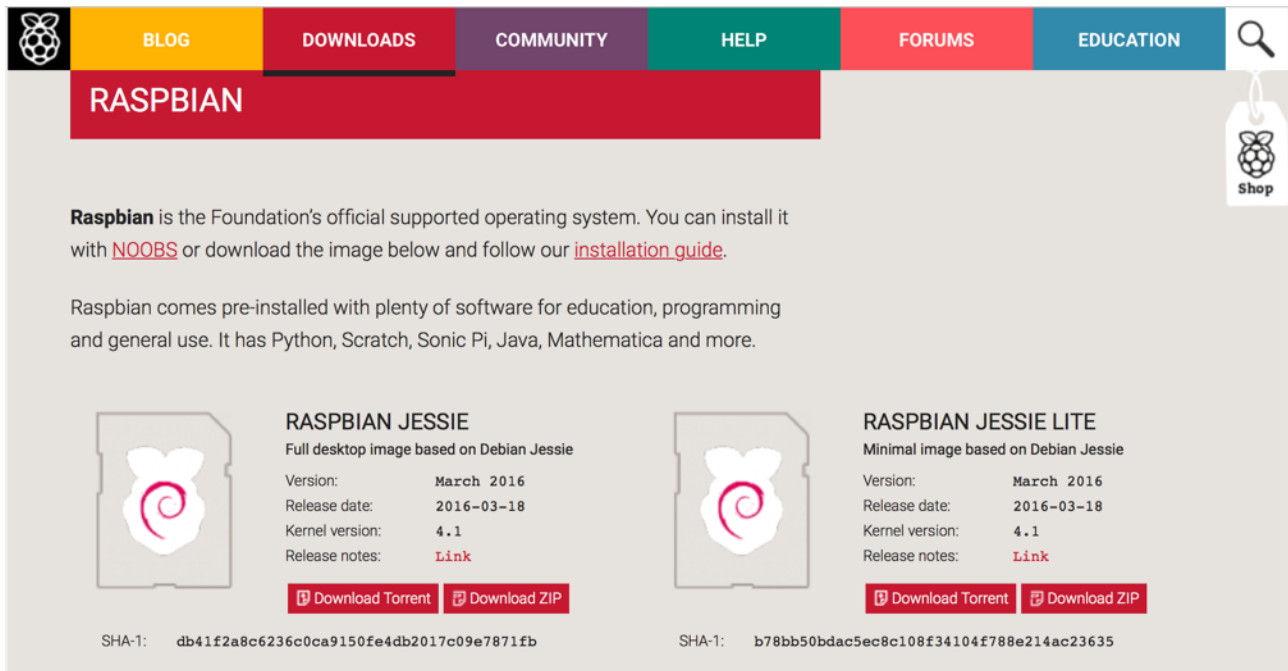 BLOG
DOWNLOADS
COMMUNITY
HELP
FORUMS
EDUCATION
Shop
RASPBIAN
Raspbian is the Foundation's official supported operating system. You can install it
with NOOBS or download the image below and follow our installation guide.
Raspbian comes pre-installed with plenty of software for education, programming
and general use. It has Python, Scratch, Sonic Pi, Java, Mathematica and more.
RASPBIAN JESSIE
Full desktop image based on Debian Jessie
Version: March 2016
Release date: 2016-03-18
Kernel version: 4.1
Release notes: Link
Download Torrent Download ZIP
SHA-1: db41f2a8c6236c0ca9150fe4db2017c09e7871fb
RASPBIAN JESSIE LITE
Minimal image based on Debian Jessie
Version: March 2016
Release date: 2016-03-18
Kernel version: 4.1
Release notes: Link
Download Torrent Download ZIP
SHA-1: b78bb50bdac5ec8c108f34104f788e214ac23635